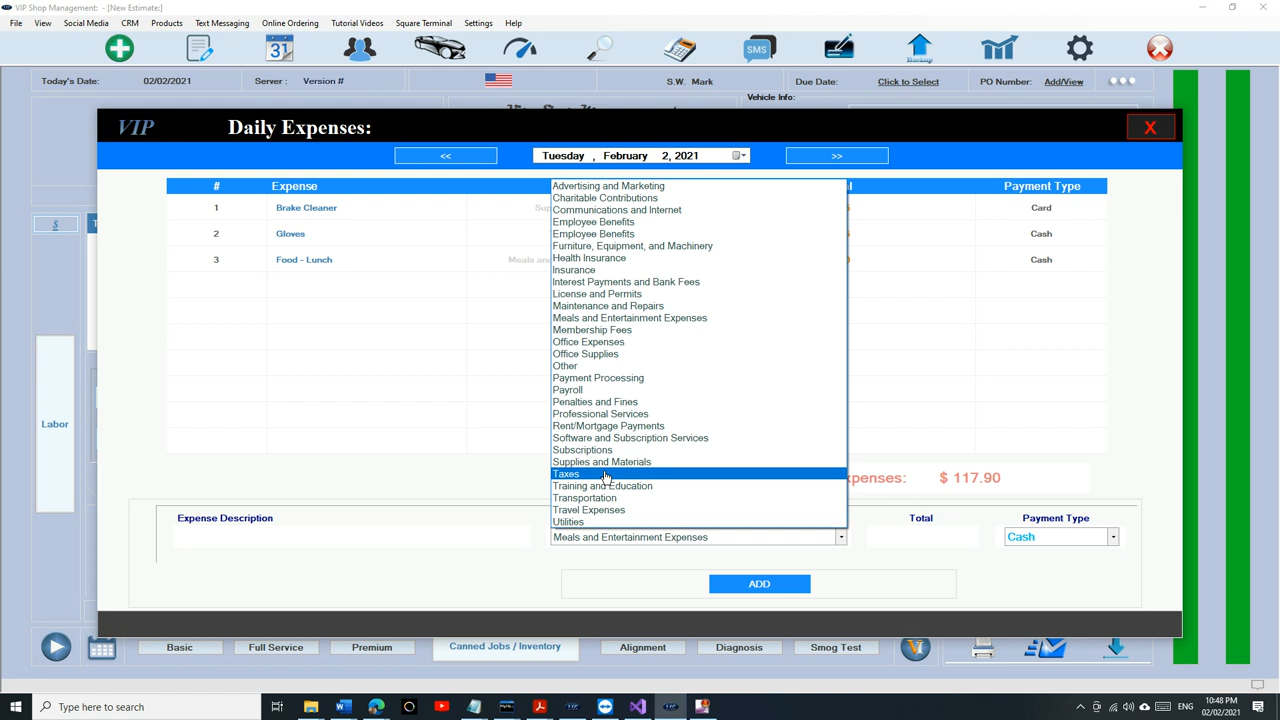 VIP Shop Management: - [New Estimate:]
File View Social Media CRM Products Text Messaging Online Ordering Tutorial Videos Square Terminal Settings Help
31 SMS Backup
Today's Date: 02/02/2021 Server : Version # S.W. Mark Due Date: Click to Select PO Number: Add/View
Vehicle Info:
VIP Daily Expenses: X
<< Tuesday , February 2, 2021 >>
# Expense Payment Type
1 Brake Cleaner Card
2 Gloves Cash
3 Food - Lunch Meals an Cash
S
Labor
Advertising and Marketing
Charitable Contributions
Communications and Internet
Employee Benefits
Employee Benefits
Furniture, Equipment, and Machinery
Health Insurance
Insurance
Interest Payments and Bank Fees
License and Permits
Maintenance and Repairs
Meals and Entertainment Expenses
Membership Fees
Office Expenses
Office Supplies
Other
Payment Processing
Payroll
Penalties and Fines
Professional Services
Rent/Mortgage Payments
Software and Subscription Services
Subscriptions
Supplies and Materials
Taxes
Training and Education
Transportation
Travel Expenses
Utilities
xpenses: $ 117.90
Expense Description Total Payment Type
Meals and Entertainment Expenses Cash
ADD
Basic Full Service Premium Canned Jobs / Inventory Alignment Diagnosis Smog Test
Type here to search
ENG 10:48 PM
02/02/2021